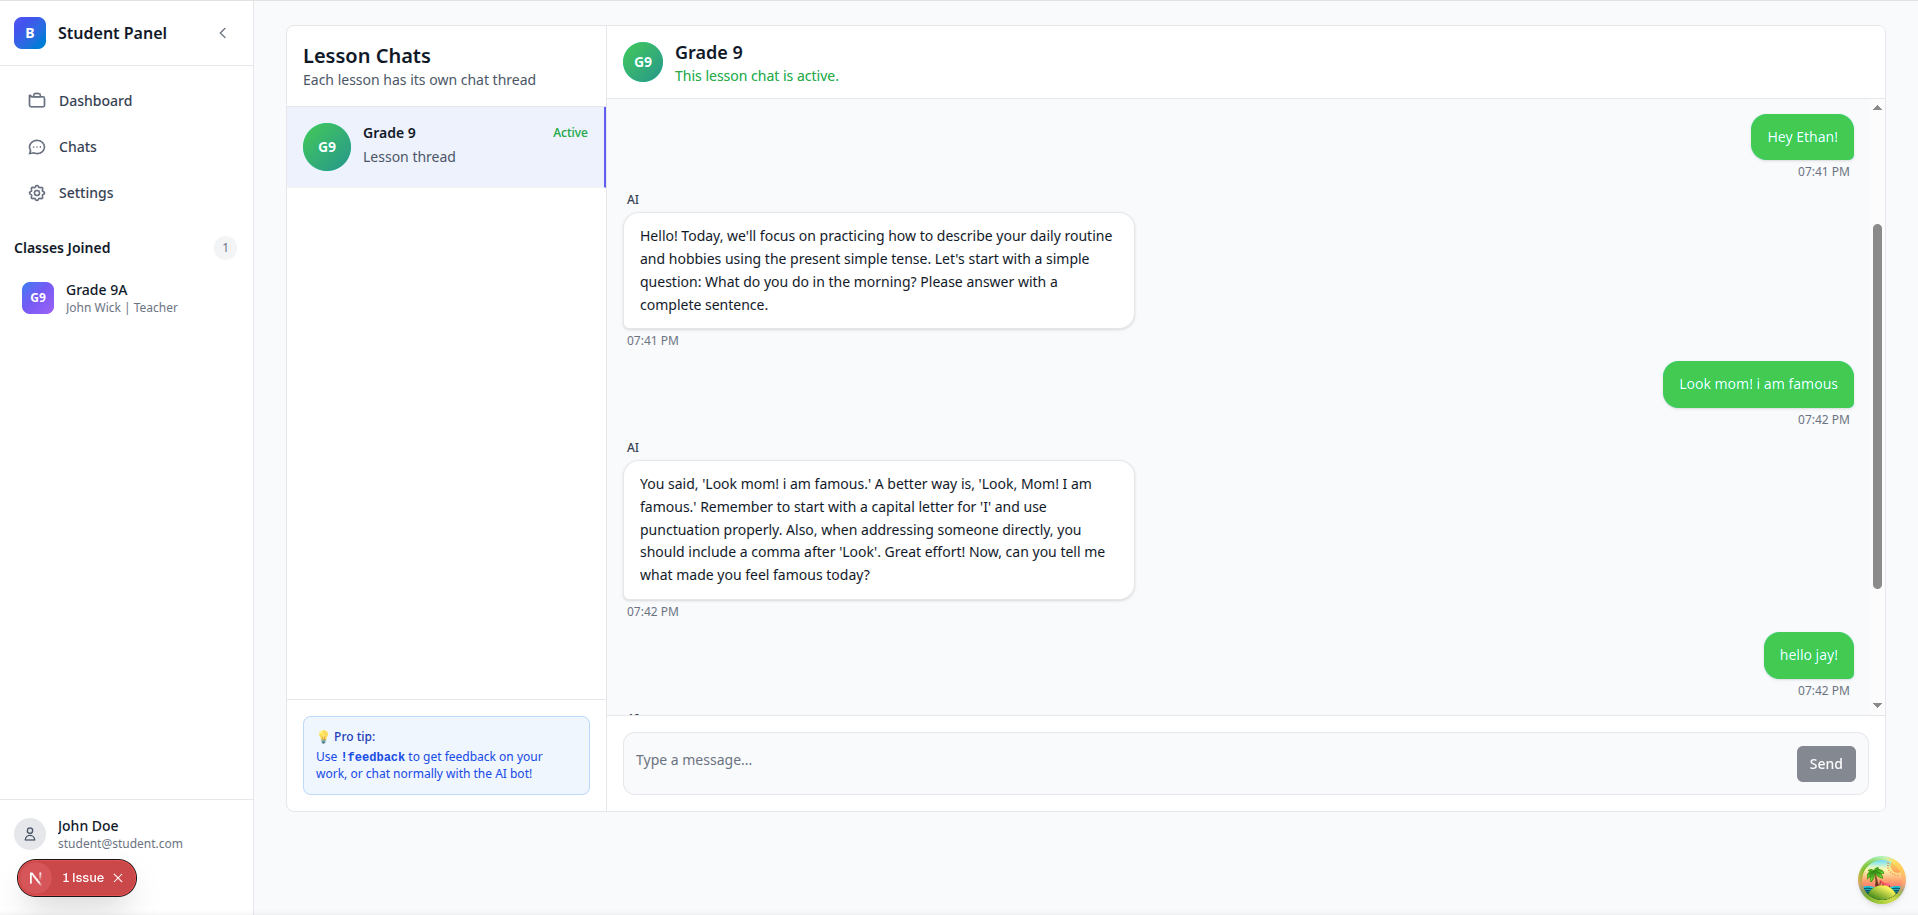 B
Student Panel
Dashboard
Chats
Settings
Classes Joined
1
G9
Grade 9A
John Wick | Teacher
John Doe
student@student.com
N
1 Issue
Lesson Chats
Each lesson has its own chat thread
G9
Grade 9
Active
Lesson thread
Pro tip:
Use !feedback to get feedback on your
work, or chat normally with the AI bot!
G9
Grade 9
This lesson chat is active.
Hey Ethan!
07:41 PM
AI
Hello! Today, we'll focus on practicing how to describe your daily routine
and hobbies using the present simple tense. Let's start with a simple
question: What do you do in the morning? Please answer with a
complete sentence.
07:41 PM
Look mom! i am famous
07:42 PM
AI
You said, 'Look mom! i am famous.' A better way is, 'Look, Mom! I am
famous.' Remember to start with a capital letter for 'I' and use
punctuation properly. Also, when addressing someone directly, you
should include a comma after 'Look'. Great effort! Now, can you tell me
what made you feel famous today?
07:42 PM
hello jay!
07:42 PM
Type a message...
Send